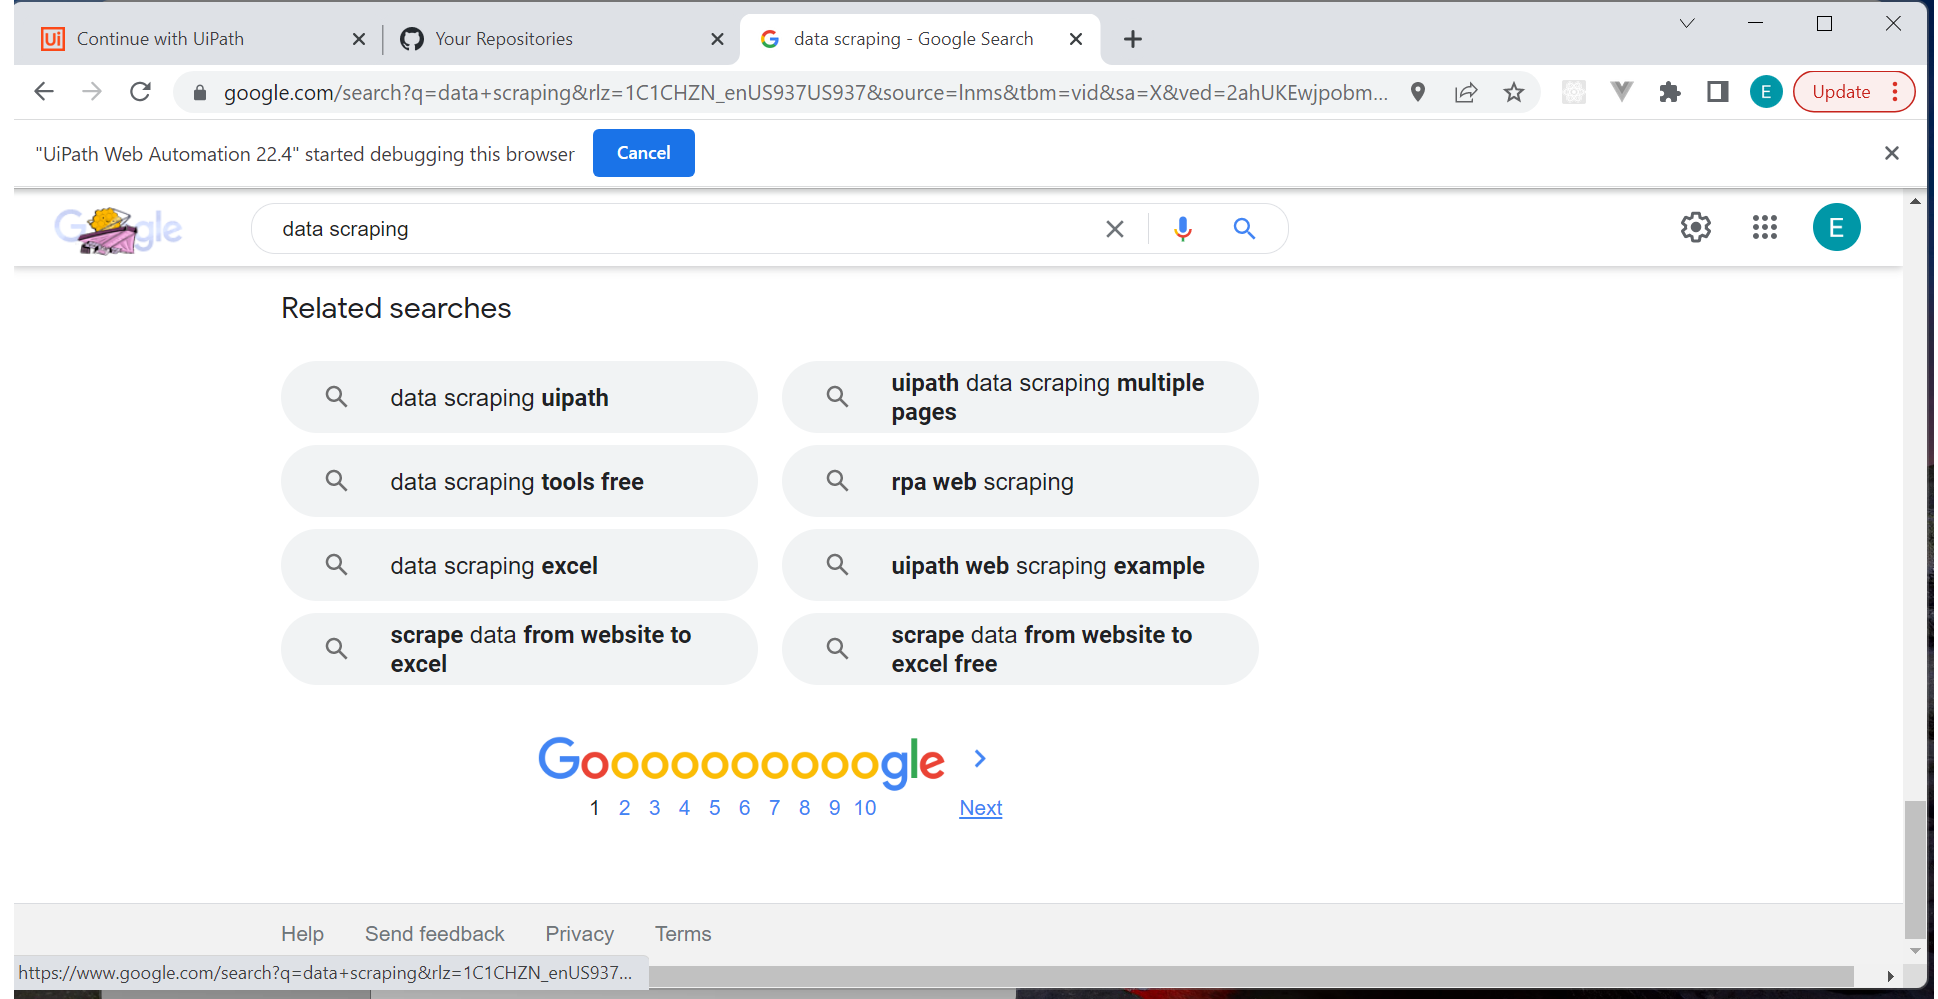 Continue with UiPath
Your Repositories
data scraping - Google Search
google.com/search?q=data+scraping&rlz=1C1CHZN_enUS937US937&source=lnms&tbm=vid&sa=X&ved=2ahUKEwjpobm...
E
Update
"UiPath Web Automation 22.4" started debugging this browser
Cancel
Google
data scraping
E
Related searches
data scraping uipath
uipath data scraping multiple
pages
data scraping tools free
rpa web scraping
data scraping excel
uipath web scraping example
scrape data from website to
excel
scrape data from website to
excel free
Goooooooooogle
1 2 3 4 5 6 7 8 9 10 Next
Help Send feedback Privacy Terms
https://www.google.com/search?q=data+scraping&rlz=1C1CHZN_enUS937...